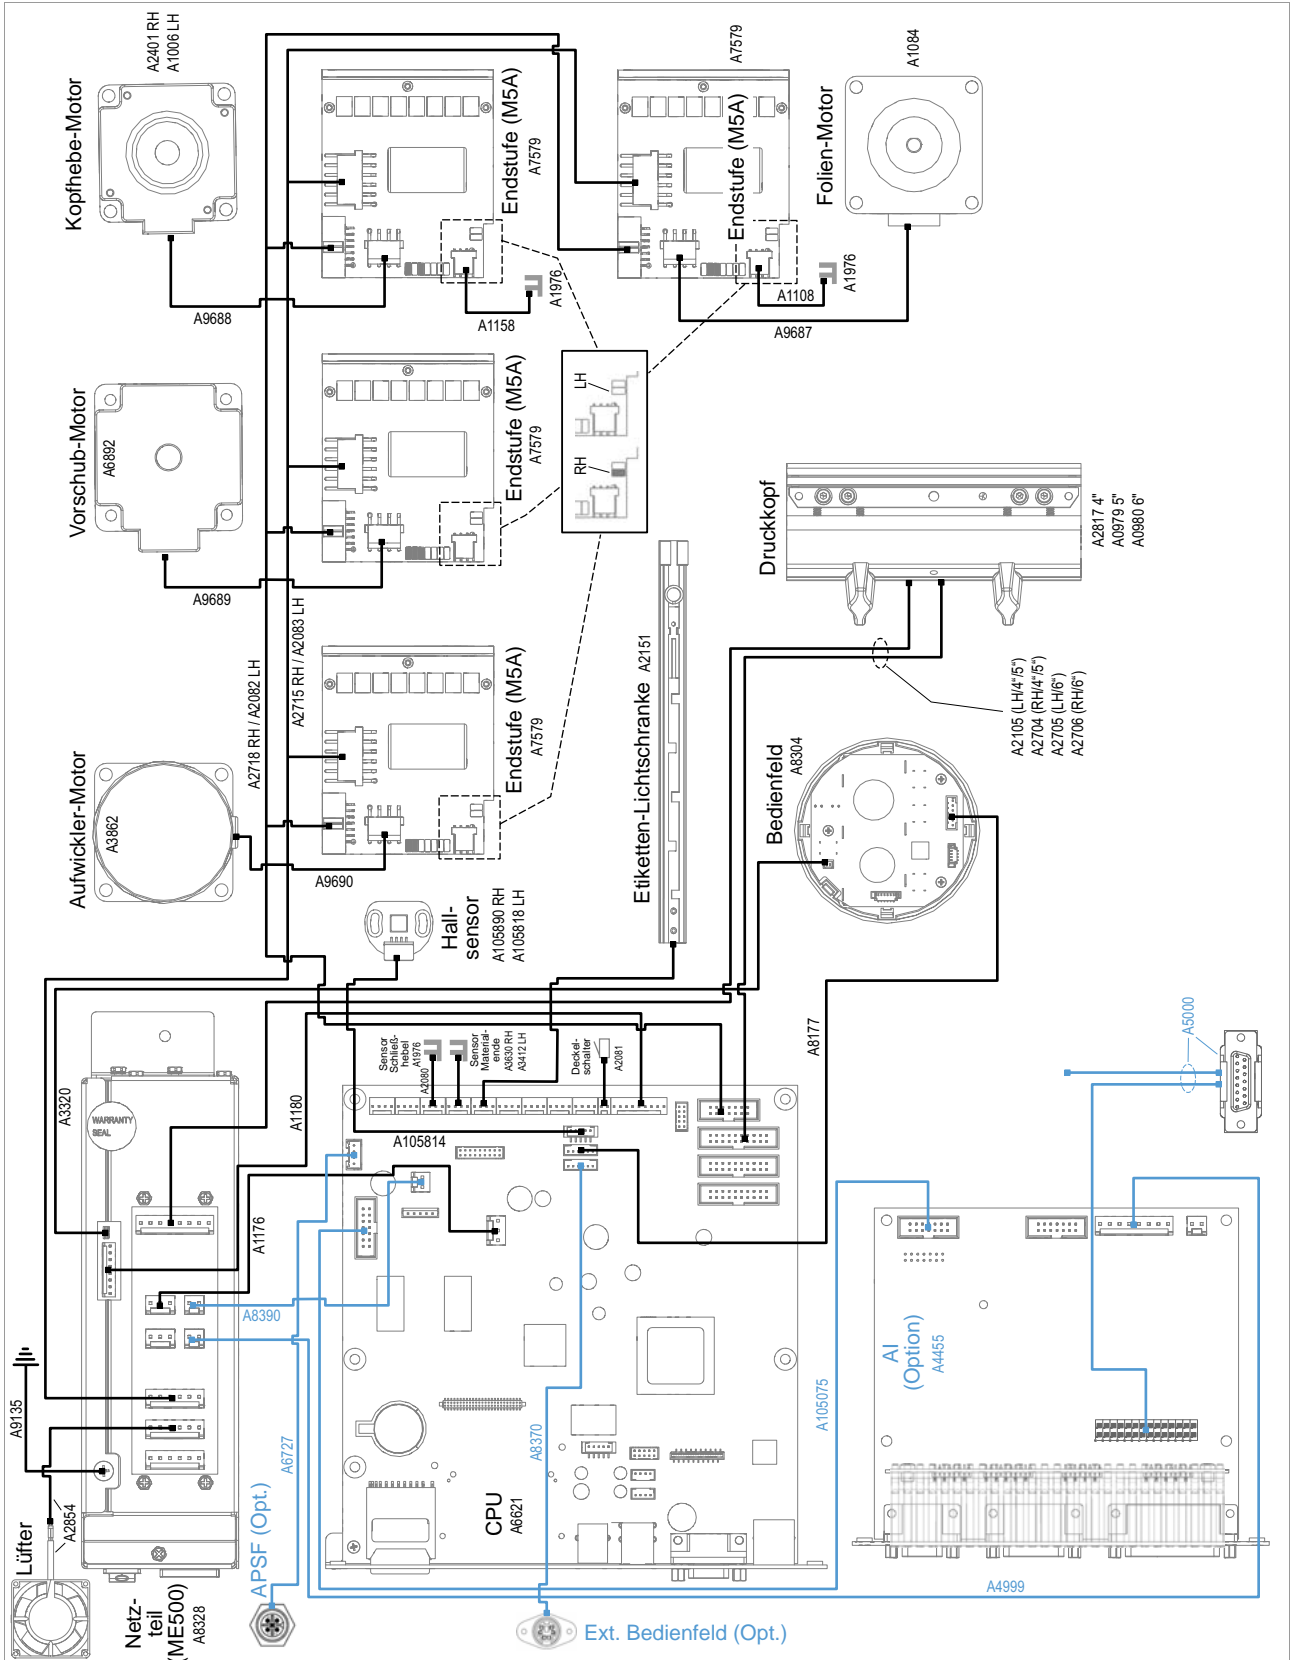 Kopfhebe-Motor
A2401 RH
A1006 LH
A9688
Endstufe (M5A)
A7579
A1158
A1976
A7579
Endstufe (M5A)
A1108
A1976
A9687
Folien-Motor
A1084
Vorschub-Motor
A6892
A9689
Endstufe (M5A)
A7579
LH
RH
Aufwickler-Motor
A3862
A9690
A2718 RH / A2082 LH
A2715 RH / A2083 LH
Endstufe (M5A)
A7579
Hall-
sensor
A105890 RH
A105818 LH
Etiketten-Lichtschranke A2151
Druckkopf
A2817 4"
A0979 5"
A0980 6"
A2105 (LH/4“/5“)
A2704 (RH/4“/5“)
A2705 (LH/6“)
A2706 (RH/6“)
Bedienfeld
A8304
A8177
A5000
A3320
A1180
WARRANTY
SEAL
A1176
A8390
A9135
A6727
Lüfter
A2854
Netz-
teil
(ME500)
A8328
APSF (Opt.)
Sensor
Schließ-
hebel
A1976
A2080
Sensor
Material-
ende
A3630 RH
A3412 LH
Deckel-
schalter
A2081
A105814
CPU
A6621
A8370
Ext. Bedienfeld (Opt.)
A105075
AI
(Option)
A4455
A4999